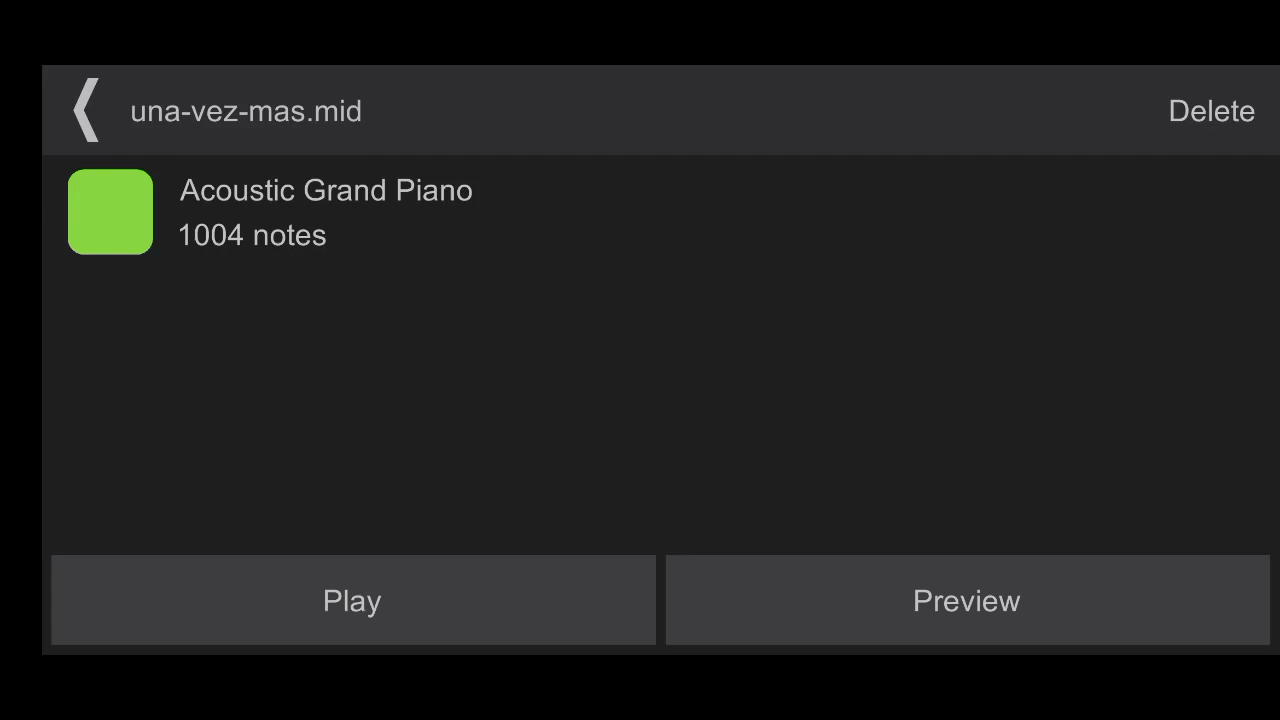 una-vez-mas.mid
Delete
Acoustic Grand Piano
1004 notes
Play
Preview